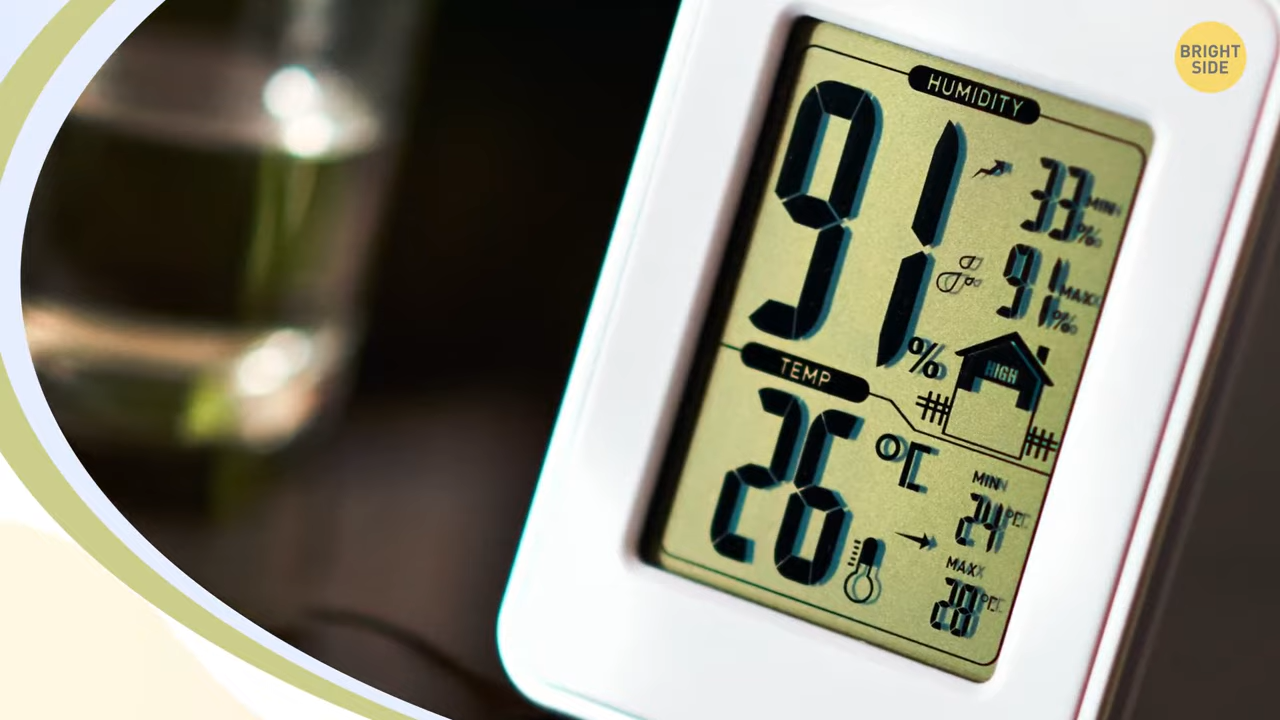 BRIGHT
SIDE
HUMIDITY
91%
33 MIN %
91 MAX %
HIGH
TEMP
26 °C
MIN
24 °C
MAX
28 °C